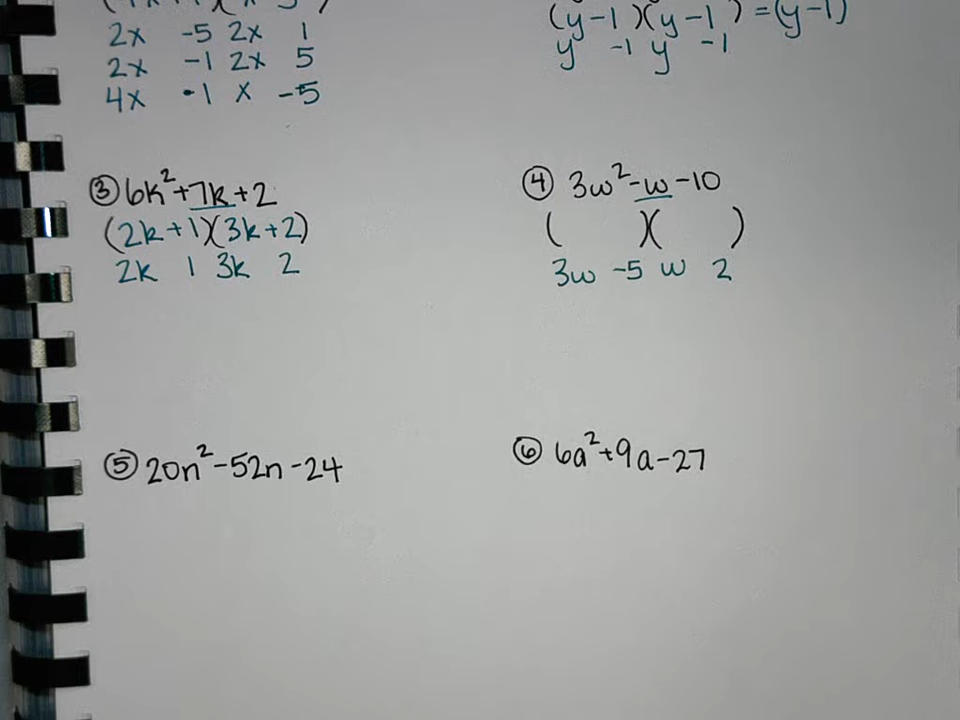 (y-1)(y-1) = (y-1)
2x -5 2x 1
y -1 y -1
2x -1 2x 5
4x -1 x -5
③ 6k²+7k+2
(2k+1)(3k+2)
2k 1 3k 2
④ 3w²-w-10
( )( )
3w -5 w 2
⑤ 20n²-52n-24
⑥ 6a²+9a-27